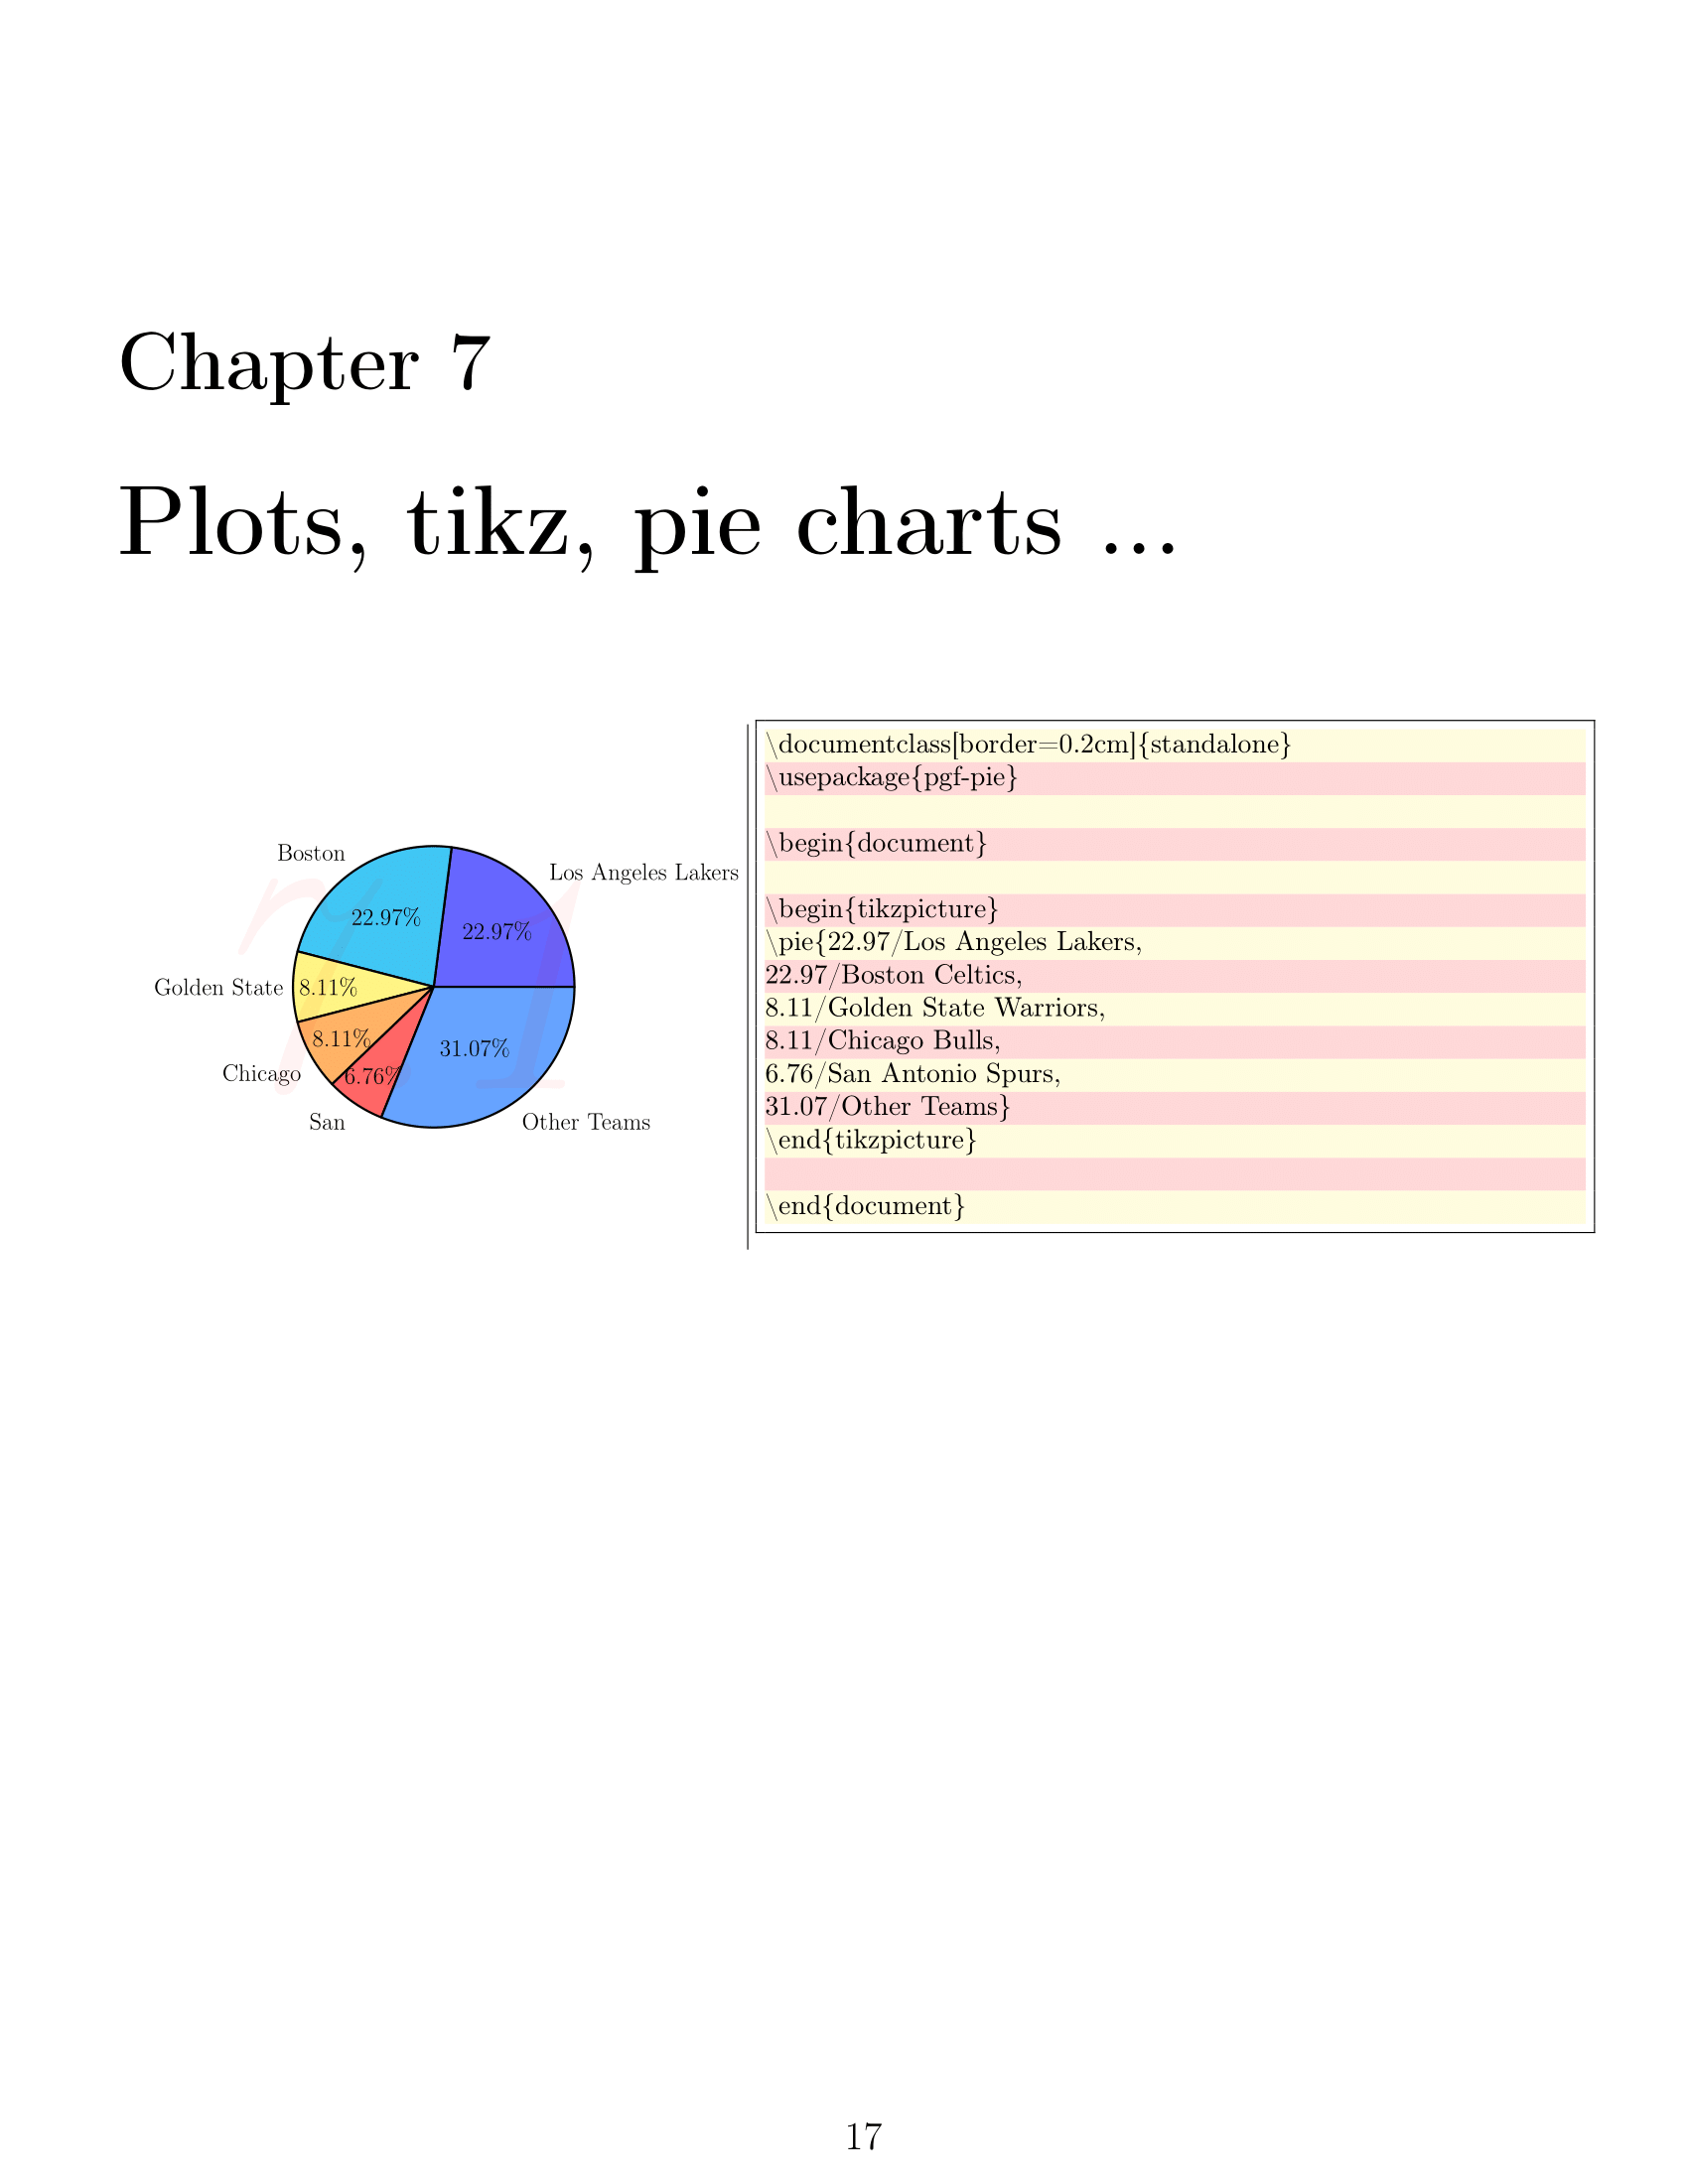 Chapter 7
Plots, tikz, pie charts ...
Boston
Los Angeles Lakers
22.97%
22.97%
Golden State
8.11%
8.11%
31.07%
Chicago
6.76%
San
Other Teams
\documentclass[border=0.2cm]{standalone}
\usepackage{pgf-pie}
\begin{document}
\begin{tikzpicture}
\pie{22.97/Los Angeles Lakers,
22.97/Boston Celtics,
8.11/Golden State Warriors,
8.11/Chicago Bulls,
6.76/San Antonio Spurs,
31.07/Other Teams}
\end{tikzpicture}
\end{document}
17